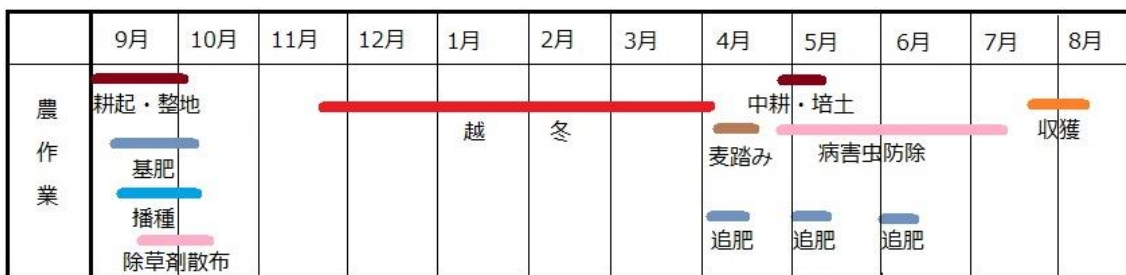 9月 10月 11月 12月 1月 2月 3月 4月 5月 6月 7月 8月
農作業
耕起・整地
中耕・培土
越冬
麦踏み
病害虫防除
収獲
基肥
播種
追肥 追肥 追肥
除草剤散布